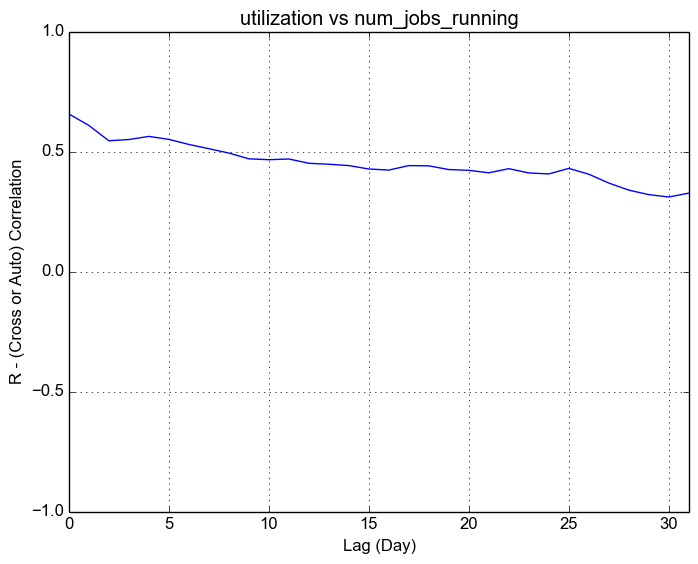 utilization vs num_jobs_running
1.0
0.5
0.0
−0.5
−1.0
R - (Cross or Auto) Correlation
0 5 10 15 20 25 30
Lag (Day)